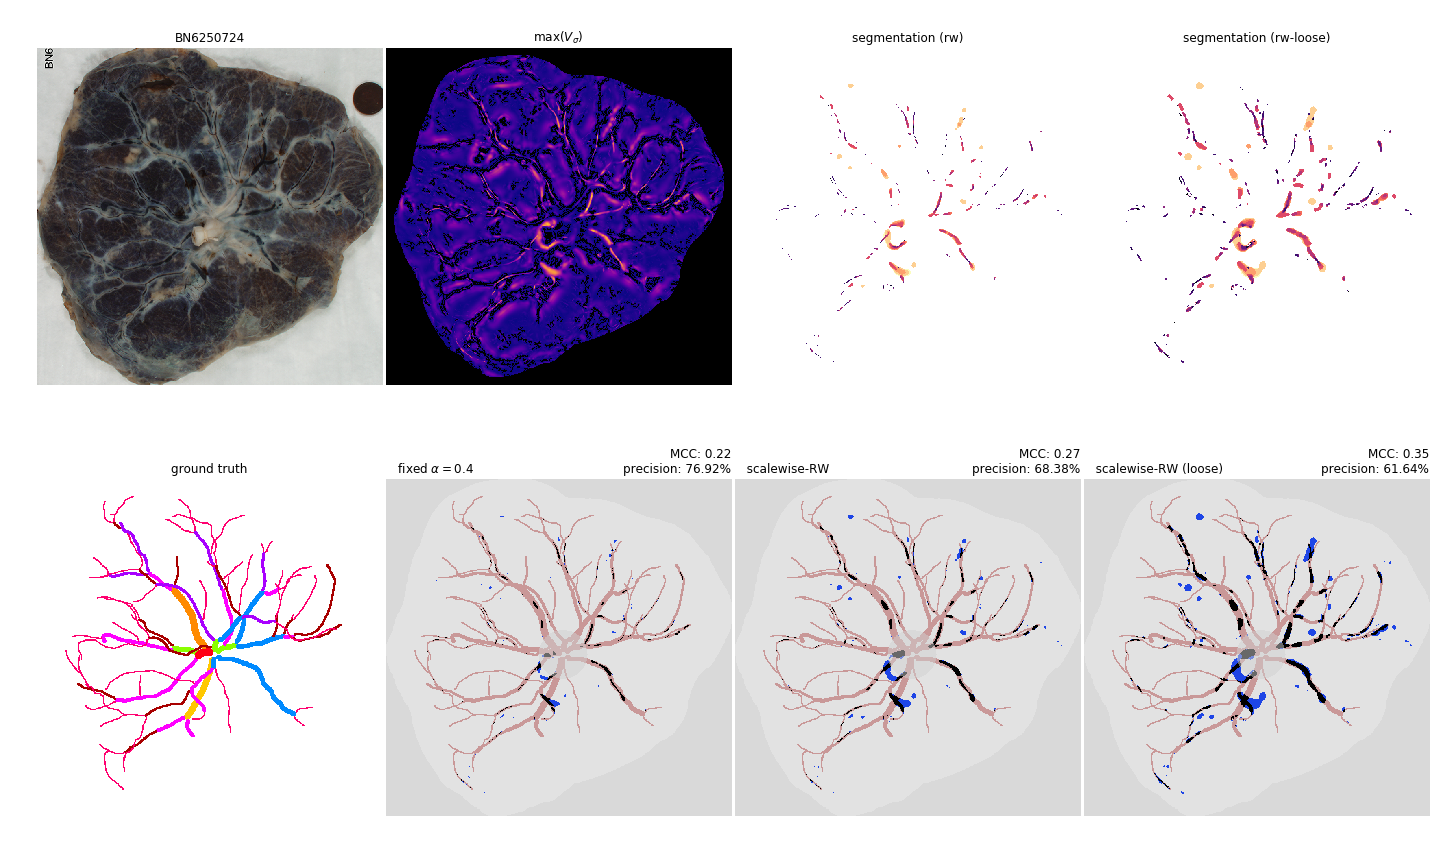 BN6250724
max(Vσ)
segmentation (rw)
segmentation (rw-loose)
BN6
ground truth
fixed α = 0.4
MCC: 0.22
precision: 76.92%
scalewise-RW
MCC: 0.27
precision: 68.38%
scalewise-RW (loose)
MCC: 0.35
precision: 61.64%